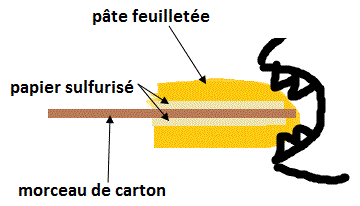 pâte feuilletée
papier sulfurisé
morceau de carton